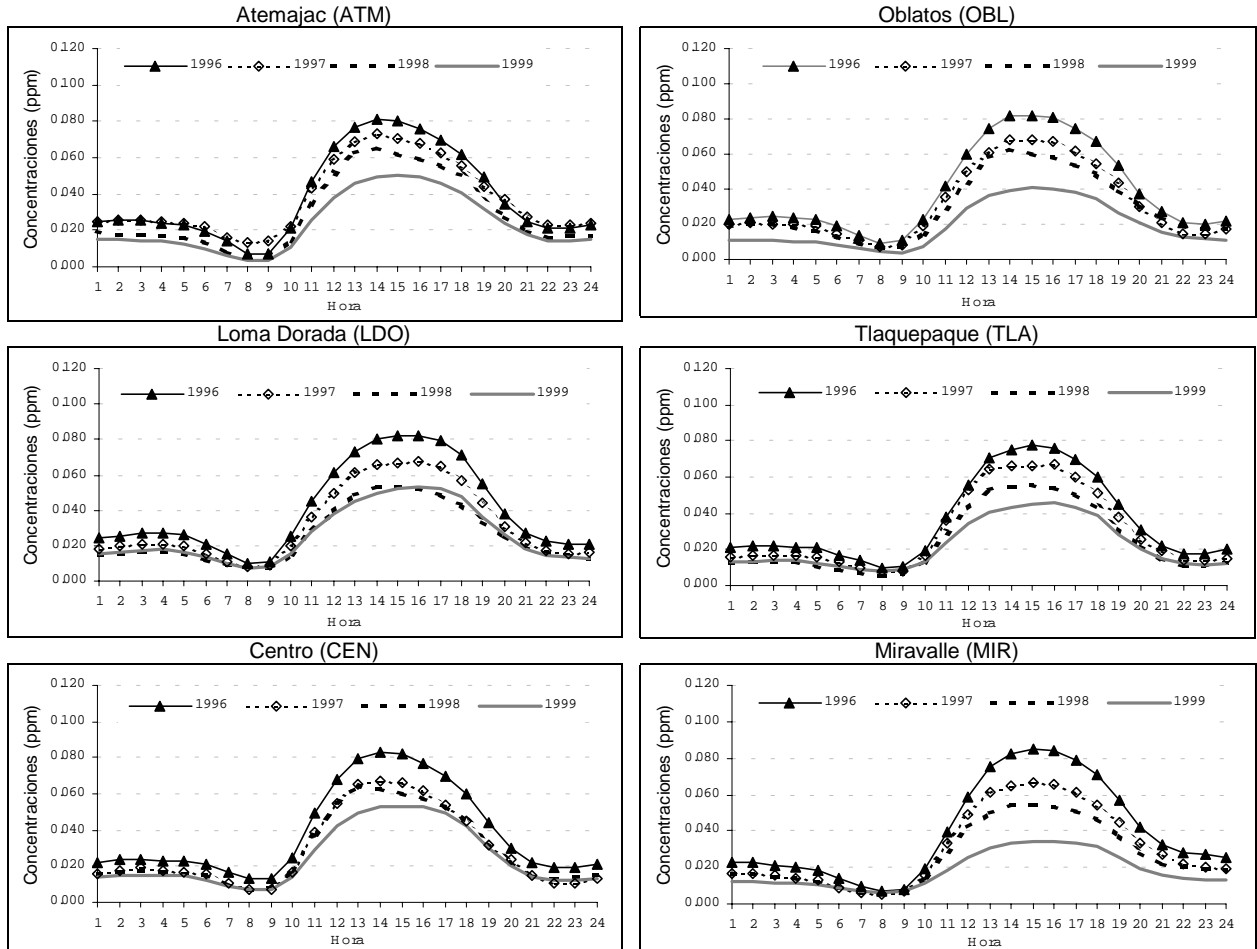 Atemajac (ATM)
Concentraciones (ppm)
0.120
0.100
0.080
0.060
0.040
0.020
0.000
1996 1997 1998 1999
1 2 3 4 5 6 7 8 9 10 11 12 13 14 15 16 17 18 19 20 21 22 23 24
Hora
Oblatos (OBL)
Concentraciones (ppm)
0.120
0.100
0.080
0.060
0.040
0.020
0.000
1996 1997 1998 1999
1 2 3 4 5 6 7 8 9 10 11 12 13 14 15 16 17 18 19 20 21 22 23 24
Hora
Loma Dorada (LDO)
Concentraciones (ppm)
0.120
0.100
0.080
0.060
0.040
0.020
0.000
1996 1997 1998 1999
1 2 3 4 5 6 7 8 9 10 11 12 13 14 15 16 17 18 19 20 21 22 23 24
Hora
Tlaquepaque (TLA)
Concentraciones (ppm)
0.120
0.100
0.080
0.060
0.040
0.020
0.000
1996 1997 1998 1999
1 2 3 4 5 6 7 8 9 10 11 12 13 14 15 16 17 18 19 20 21 22 23 24
Hora
Centro (CEN)
Concentraciones (ppm)
0.120
0.100
0.080
0.060
0.040
0.020
0.000
1996 1997 1998 1999
1 2 3 4 5 6 7 8 9 10 11 12 13 14 15 16 17 18 19 20 21 22 23 24
Hora
Miravalle (MIR)
Concentraciones (ppm)
0.120
0.100
0.080
0.060
0.040
0.020
0.000
1996 1997 1998 1999
1 2 3 4 5 6 7 8 9 10 11 12 13 14 15 16 17 18 19 20 21 22 23 24
Hora